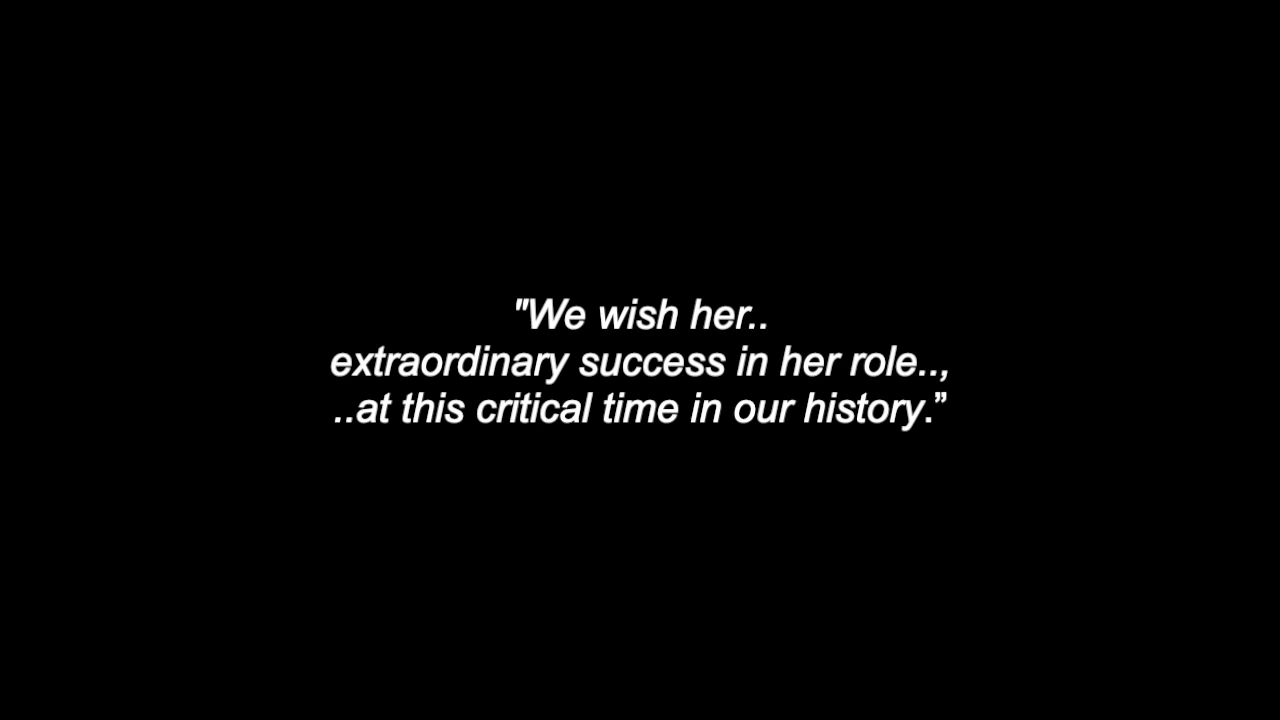 "We wish her..
extraordinary success in her role..,
..at this critical time in our history.”